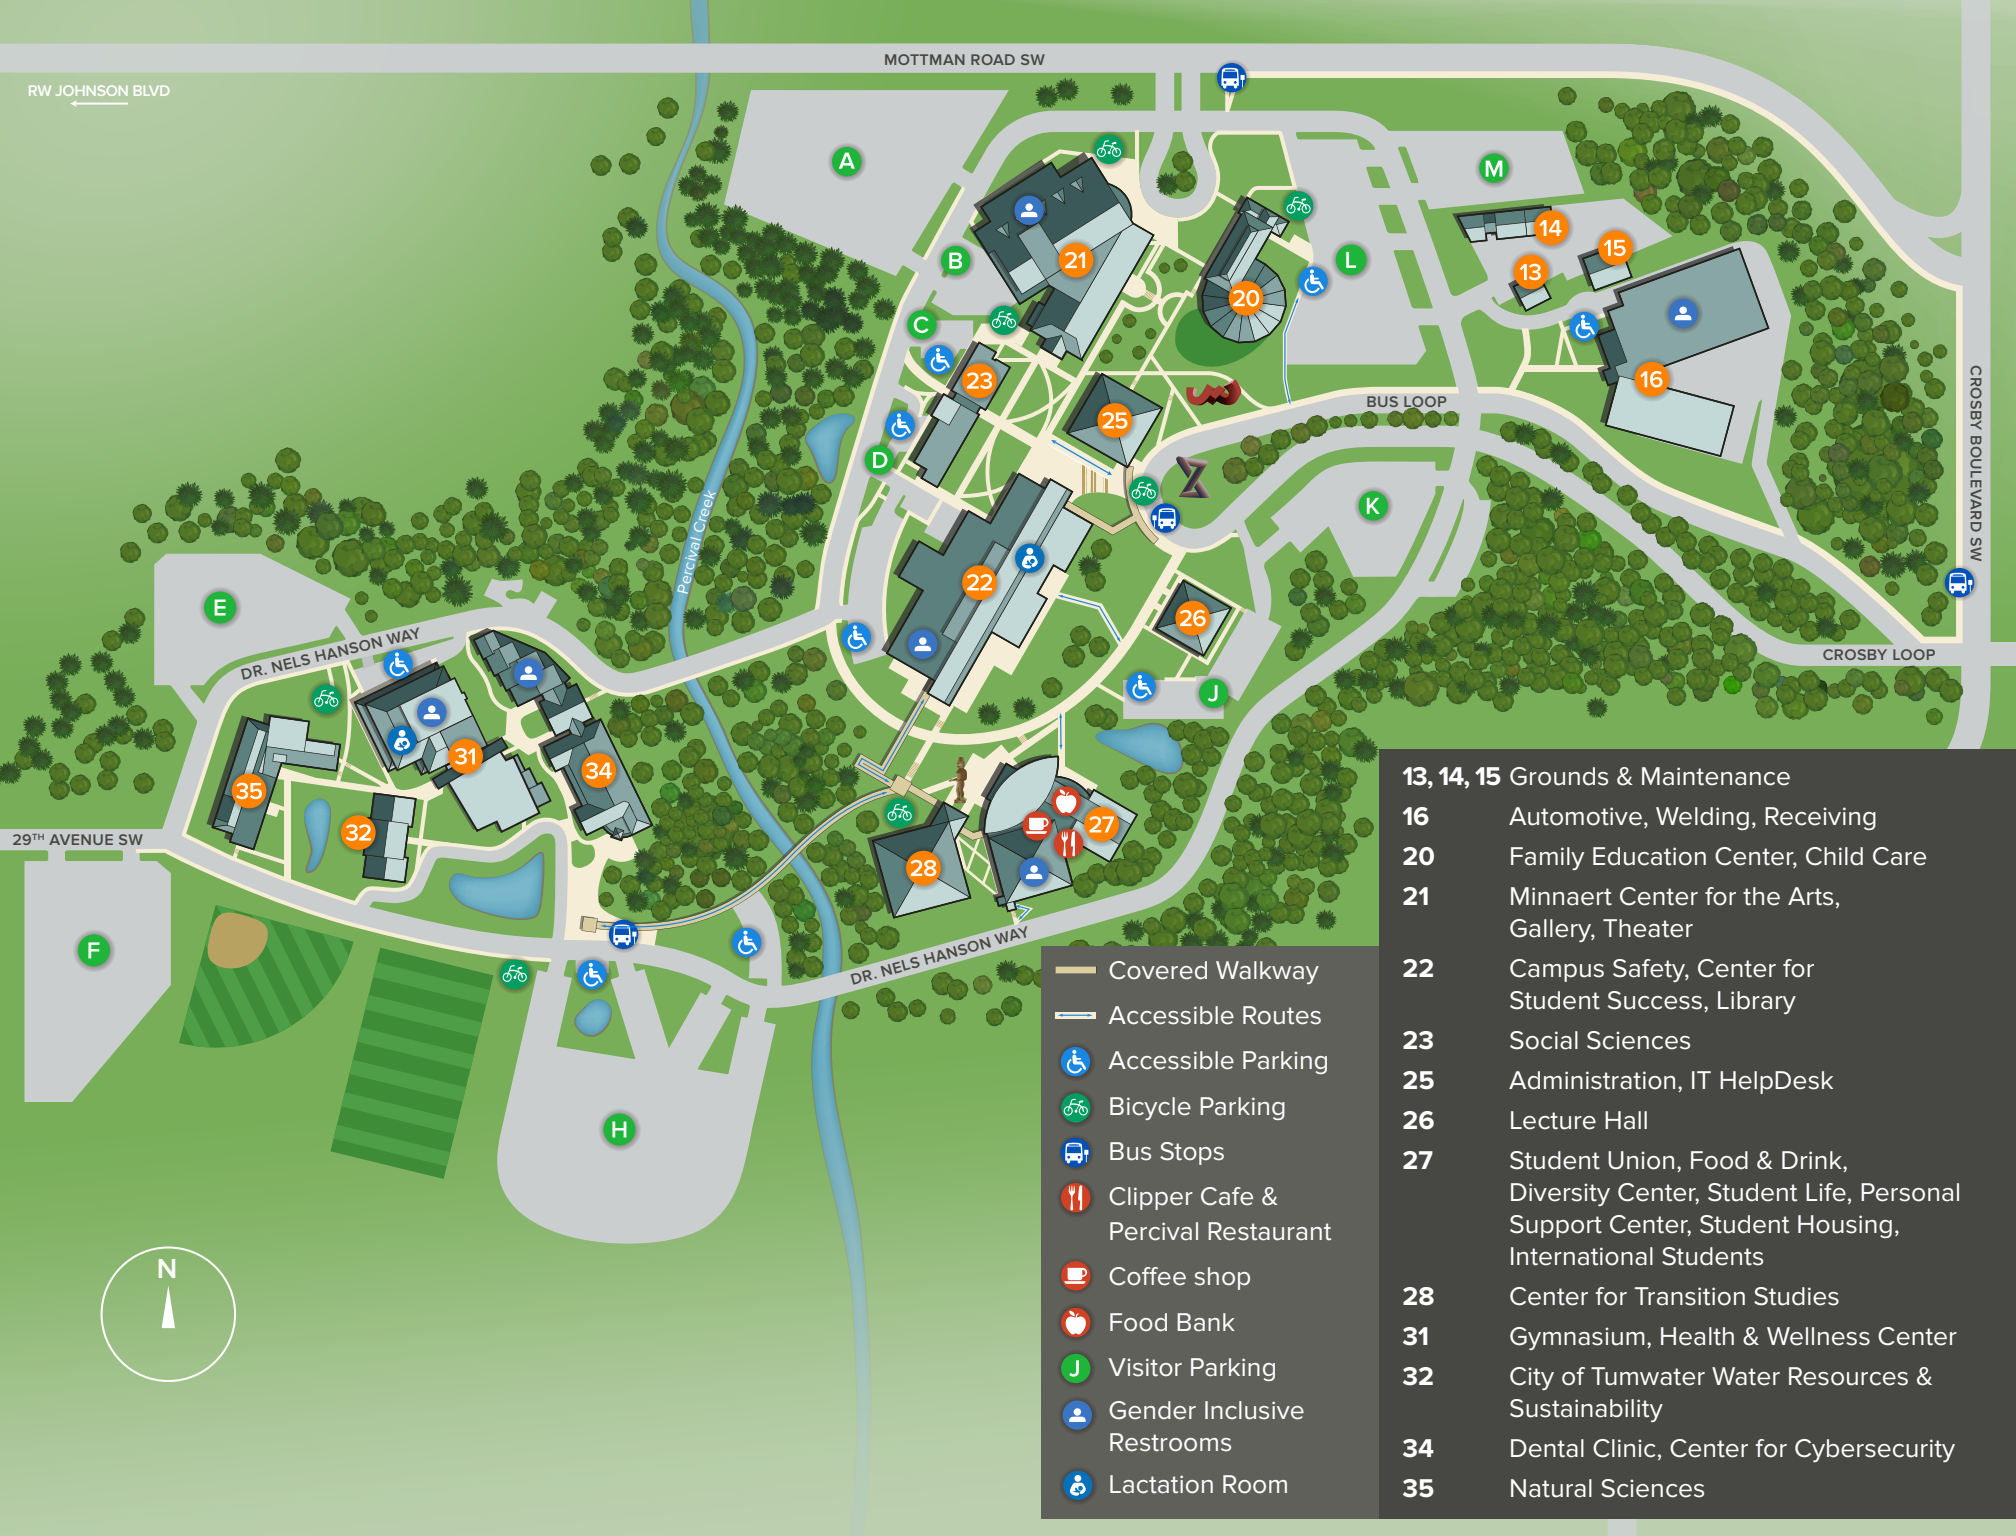 MOTTMAN ROAD SW
RW JOHNSON BLVD
A
M
14
15
B
21
L
13
20
C
16
23
BUS LOOP
25
CROSBY BOULEVARD SW
D
K
Percival Creek
22
E
26
DR. NELS HANSON WAY
CROSBY LOOP
J
31
34
35
27
32
29TH AVENUE SW
28
F
DR. NELS HANSON WAY
H
N
Covered Walkway
Accessible Routes
Accessible Parking
Bicycle Parking
Bus Stops
Clipper Cafe &
Percival Restaurant
Coffee shop
Food Bank
J Visitor Parking
Gender Inclusive
Restrooms
Lactation Room
13, 14, 15 Grounds & Maintenance
16 Automotive, Welding, Receiving
20 Family Education Center, Child Care
21 Minnaert Center for the Arts,
Gallery, Theater
22 Campus Safety, Center for
Student Success, Library
23 Social Sciences
25 Administration, IT HelpDesk
26 Lecture Hall
27 Student Union, Food & Drink,
Diversity Center, Student Life, Personal
Support Center, Student Housing,
International Students
28 Center for Transition Studies
31 Gymnasium, Health & Wellness Center
32 City of Tumwater Water Resources &
Sustainability
34 Dental Clinic, Center for Cybersecurity
35 Natural Sciences